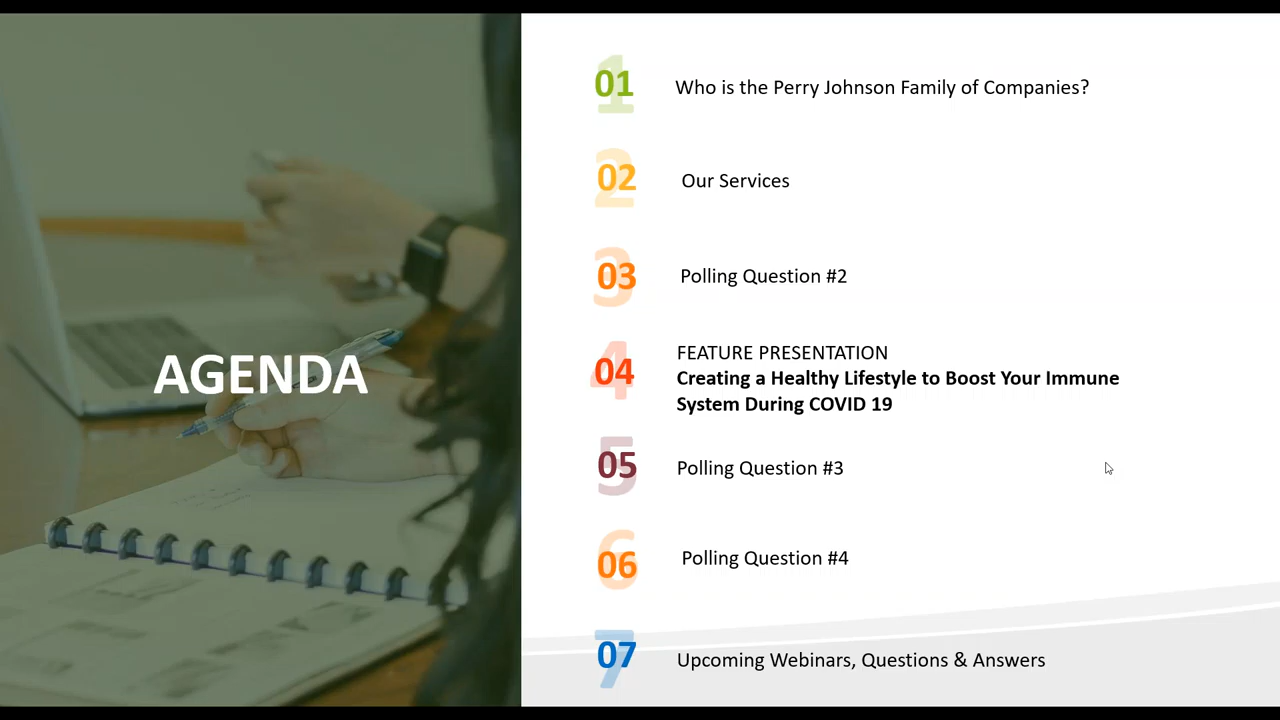 AGENDA
01 Who is the Perry Johnson Family of Companies?
02 Our Services
03 Polling Question #2
04 FEATURE PRESENTATION
Creating a Healthy Lifestyle to Boost Your Immune
System During COVID 19
05 Polling Question #3
06 Polling Question #4
07 Upcoming Webinars, Questions & Answers